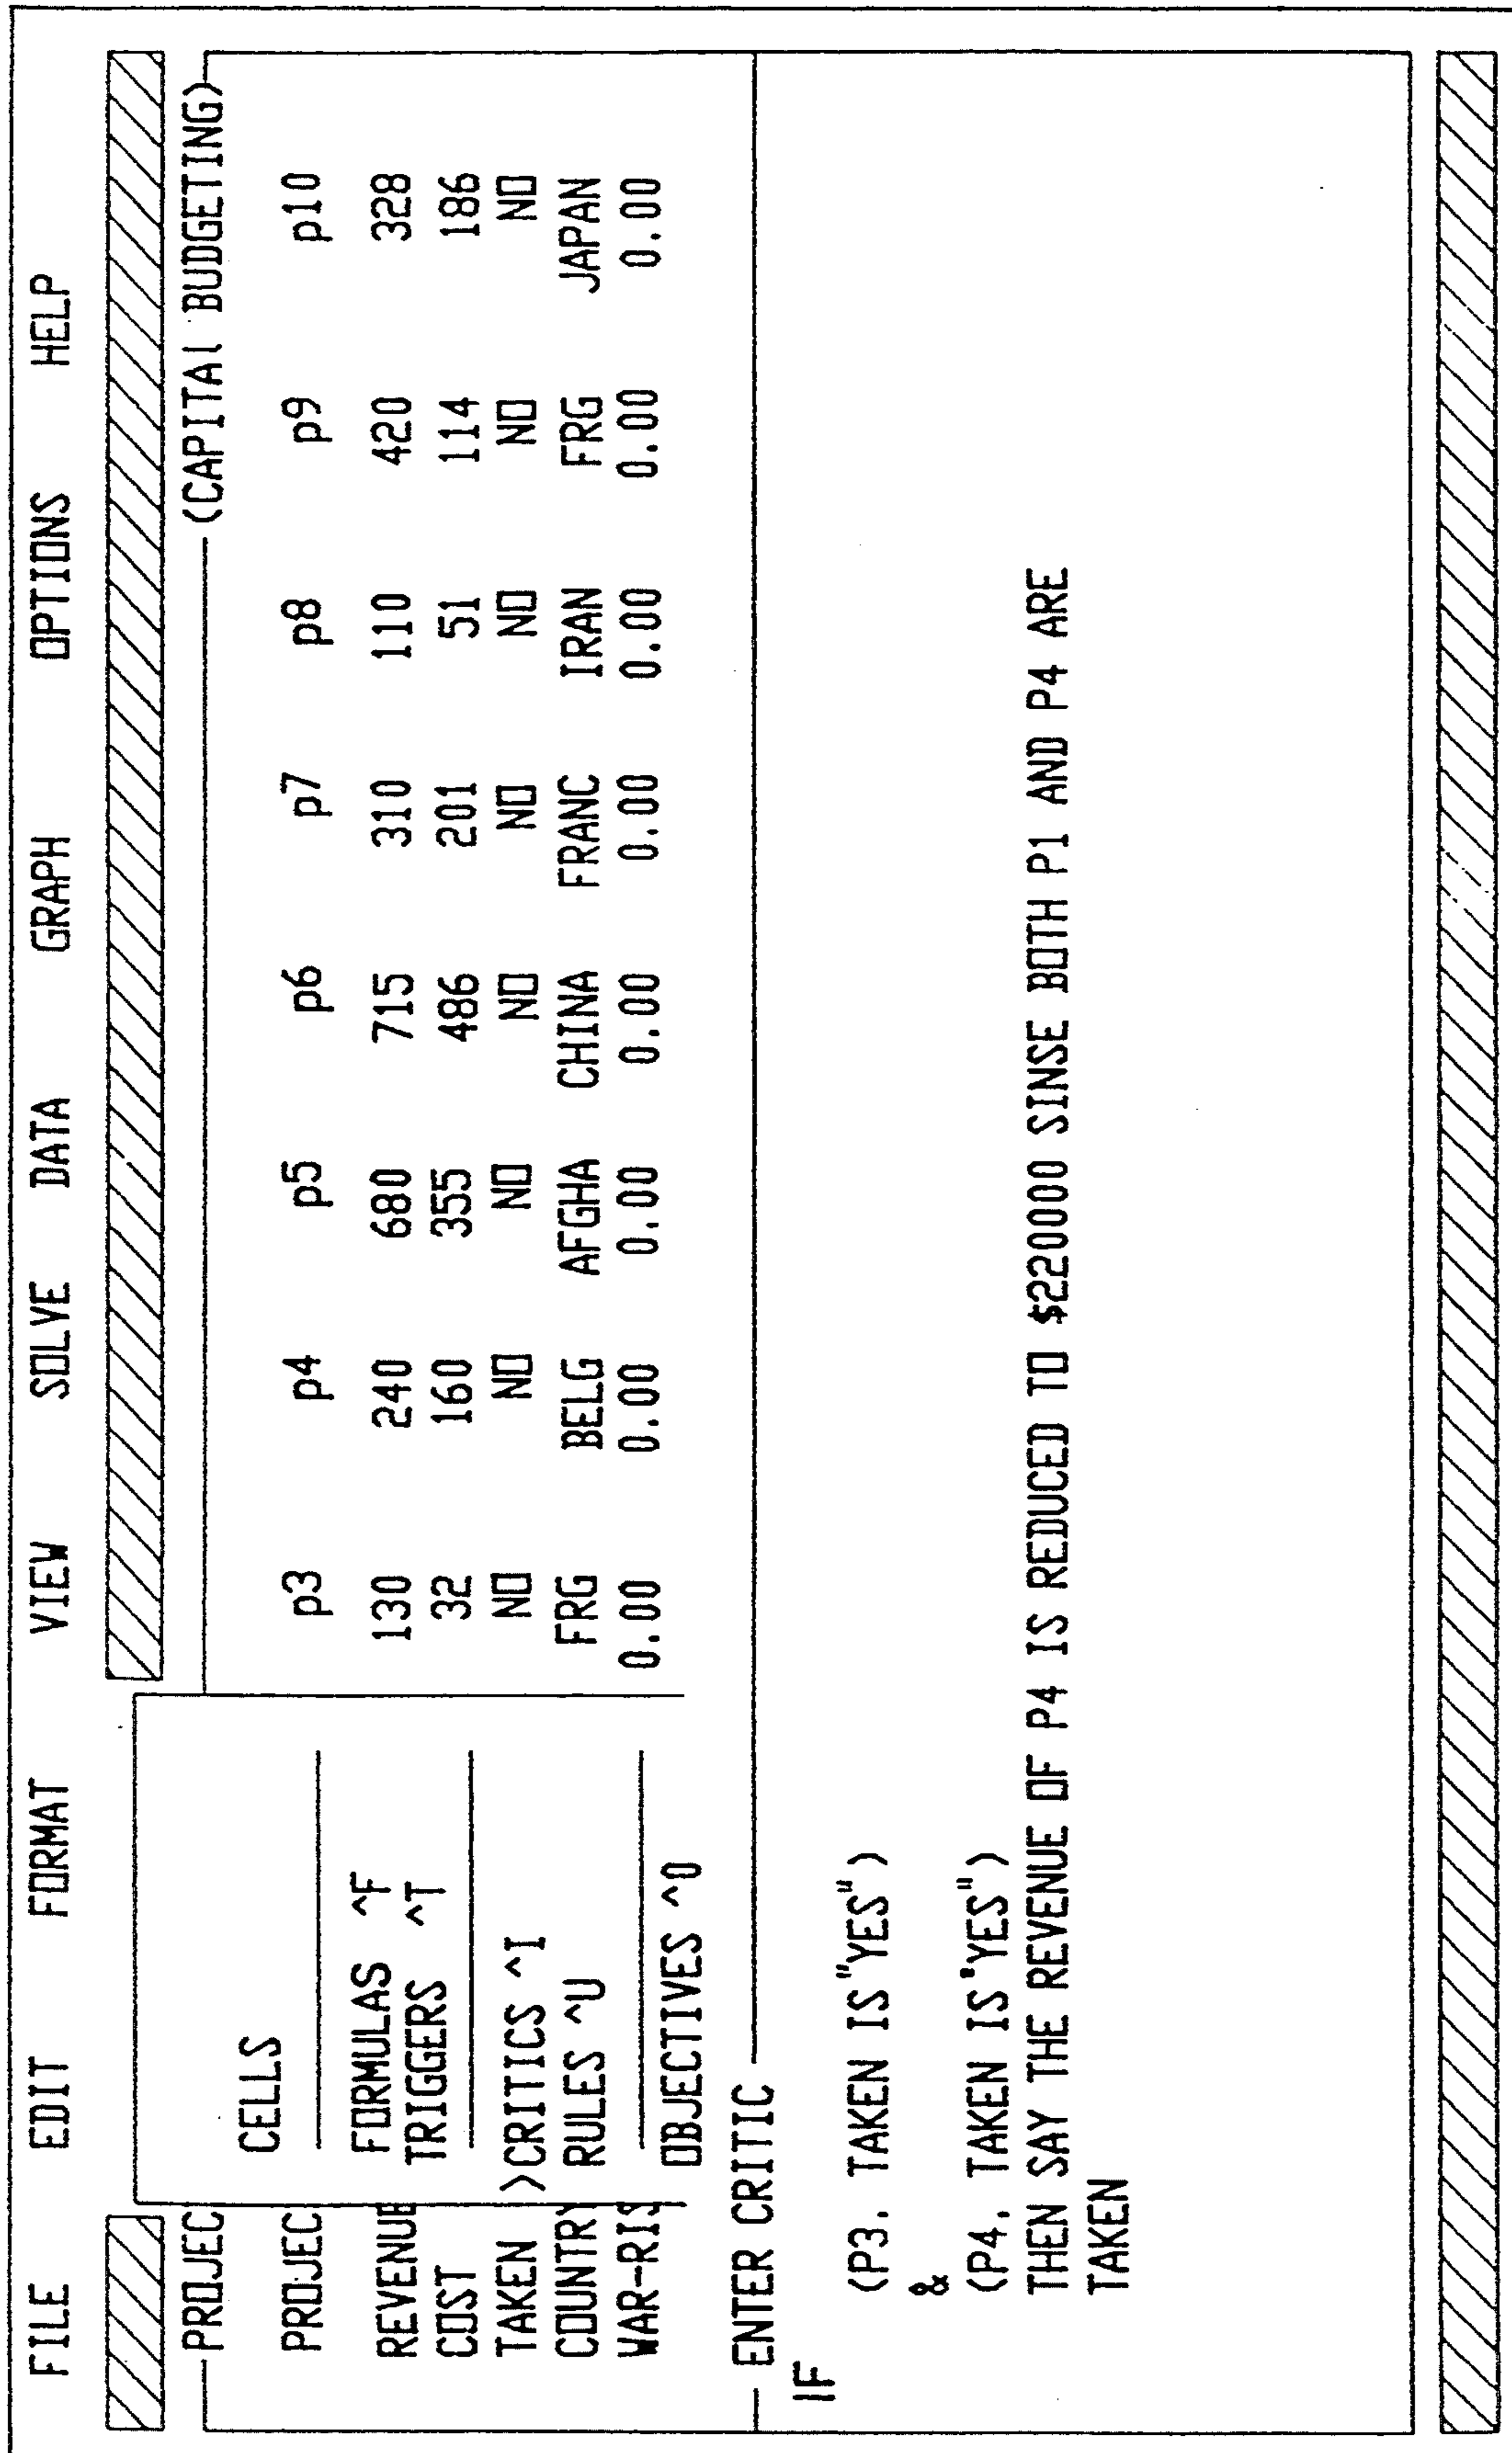 FILE EDIT FORMAT VIEW SOLVE DATA GRAPH OPTIONS HELP
PROJEC (CAPITAl BUDGETING)
CELLS
PROJEC p3 p4 p5 p6 p7 p8 p9 p10
REVENUE FORMULAS ^F 130 240 680 715 310 110 420 328
COST TRIGGERS ^T 32 160 355 486 201 51 114 186
TAKEN >CRITICS ^I NO NO NO NO NO NO NO NO
COUNTRY RULES ^U FRG BELG AFGHA CHINA FRANC IRAN FRG JAPAN
WAR-RIS 0.00 0.00 0.00 0.00 0.00 0.00 0.00 0.00
OBJECTIVES ^O
ENTER CRITIC
IF
(P3. TAKEN IS "YES")
&
(P4. TAKEN IS "YES")
THEN SAY THE REVENUE OF P4 IS REDUCED TO $220000 SINSE BOTH P1 AND P4 ARE
TAKEN